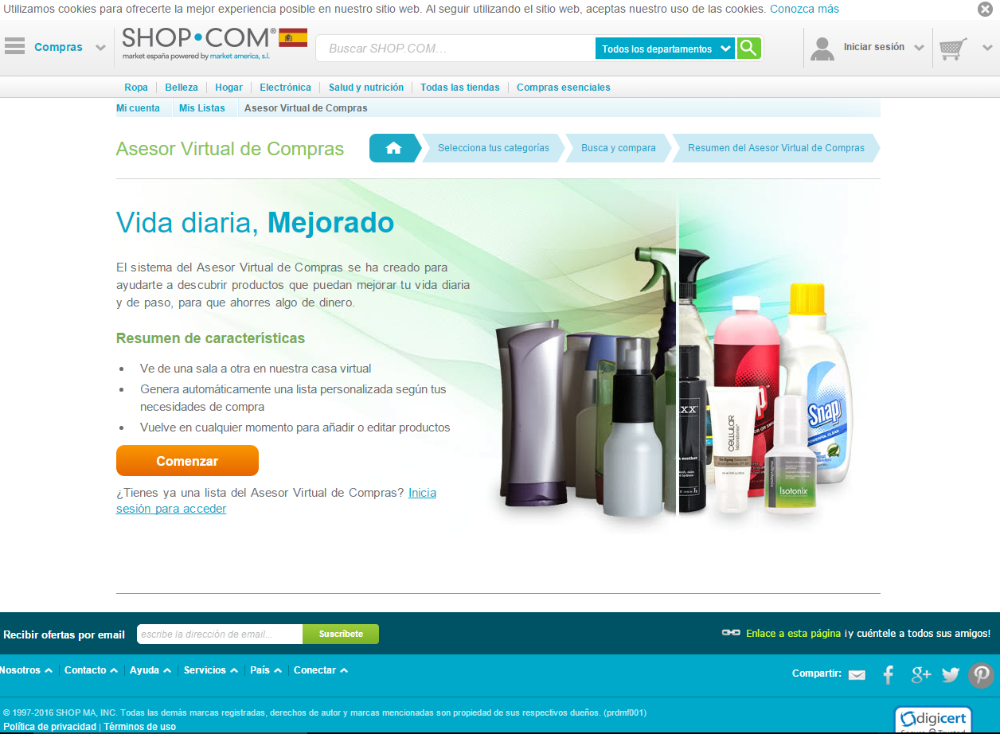 Utilizamos cookies para ofrecerte la mejor experiencia posible en nuestro sitio web. Al seguir utilizando el sitio web, aceptas nuestro uso de las cookies. Conozca más
Compras
SHOP•COM®
market españa powered by market america, s.l.
Buscar SHOP.COM…
Todos los departamentos
Iniciar sesión
Ropa
Belleza
Hogar
Electrónica
Salud y nutrición
Todas las tiendas
Compras esenciales
Mi cuenta
Mis Listas
Asesor Virtual de Compras
Asesor Virtual de Compras
Selecciona tus categorías
Busca y compara
Resumen del Asesor Virtual de Compras
Vida diaria, Mejorado
El sistema del Asesor Virtual de Compras se ha creado para
ayudarte a descubrir productos que puedan mejorar tu vida diaria
y de paso, para que ahorres algo de dinero.
Resumen de características
• Ve de una sala a otra en nuestra casa virtual
• Genera automáticamente una lista personalizada según tus
necesidades de compra
• Vuelve en cualquier momento para añadir o editar productos
Comenzar
¿Tienes ya una lista del Asesor Virtual de Compras? Inicia
sesión para acceder
XX
CELLULAR
laboratories
Snap
POWERFUL CLEAN
Isotonix
Recibir ofertas por email
escribe la dirección de email...
Suscríbete
Enlace a esta página ¡y cuéntele a todos sus amigos!
Nosotros
Contacto
Ayuda
Servicios
País
Conectar
Compartir:
© 1997-2016 SHOP MA, INC. Todas las demás marcas registradas, derechos de autor y marcas mencionadas son propiedad de sus respectivos dueños. (prdmf001)
Política de privacidad | Términos de uso
digicert